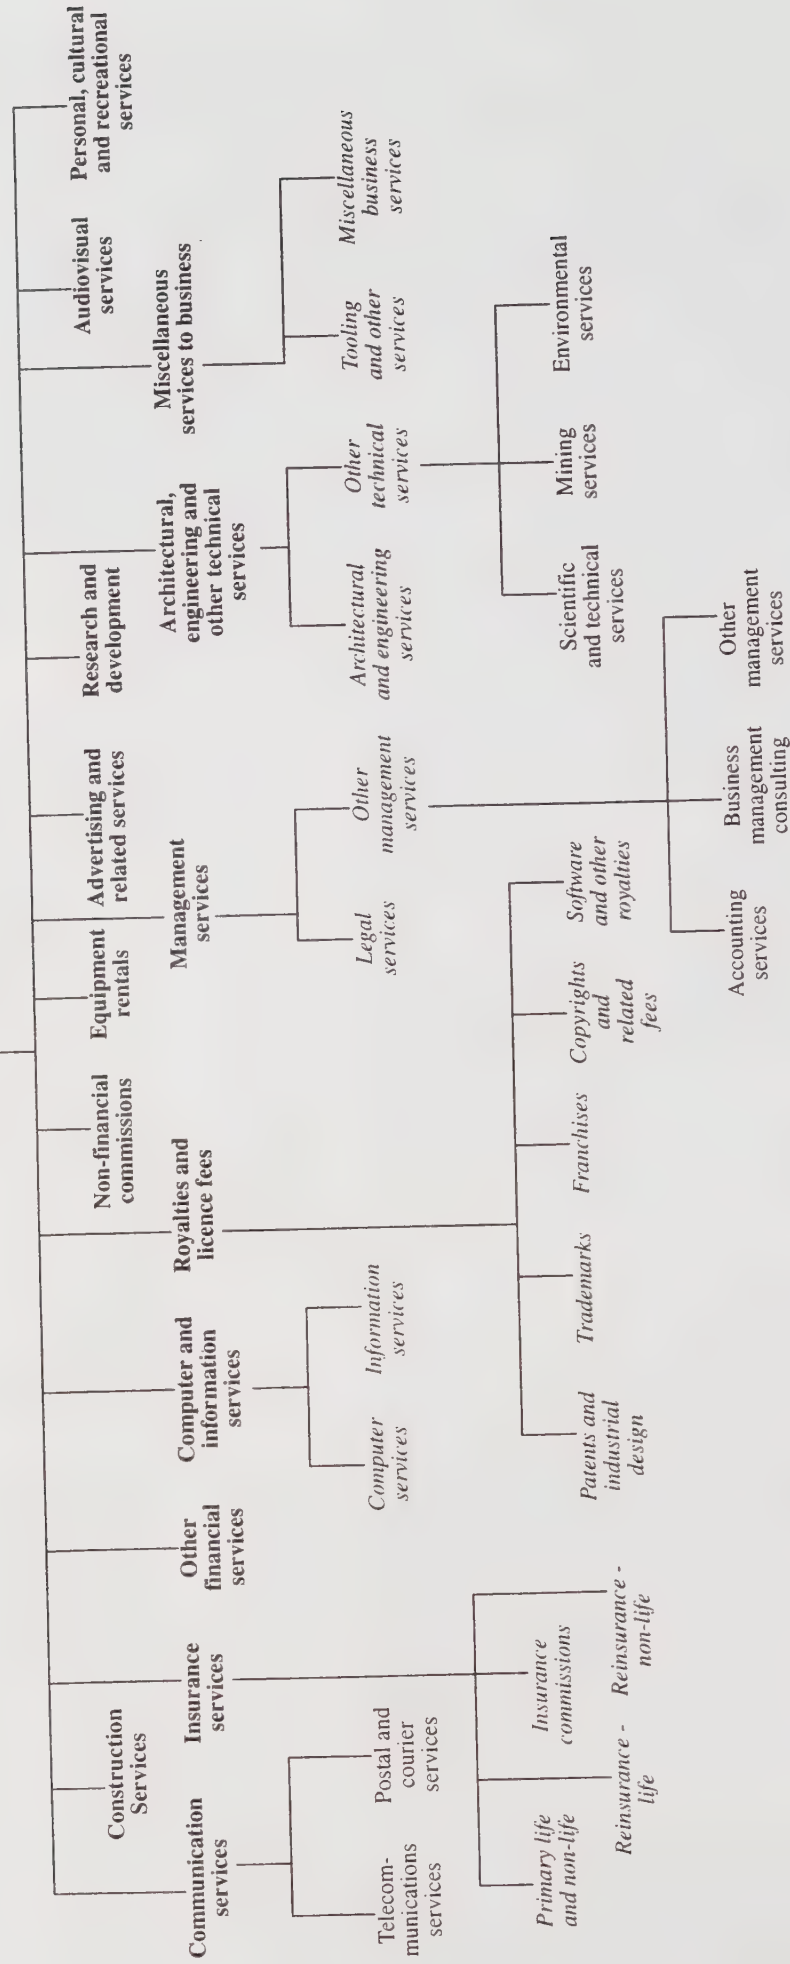 Communication
services
Construction
Services
Insurance
services
Other
financial
services
Computer and
information
services
Royalties and
licence fees
Non-financial
commissions
Equipment
rentals
Management
services
Advertising and
related services
Research and
development
Architectural,
engineering and
other technical
services
Miscellaneous
services to business
Audiovisual
services
Personal, cultural
and recreational
services
Telecom-
munications
services
Postal and
courier
services
Primary life
and non-life
Reinsurance -
life
Insurance
commissions
Reinsurance -
non-life
Computer
services
Information
services
Patents and
industrial
design
Trademarks
Franchises
Copyrights
and
related
fees
Software
and other
royalties
Legal
services
Other
management
services
Accounting
services
Business
management
consulting
Other
management
services
Architectural
and engineering
services
Other
technical
services
Scientific
and technical
services
Mining
services
Environmental
services
Tooling
and other
services
Miscellaneous
business
services